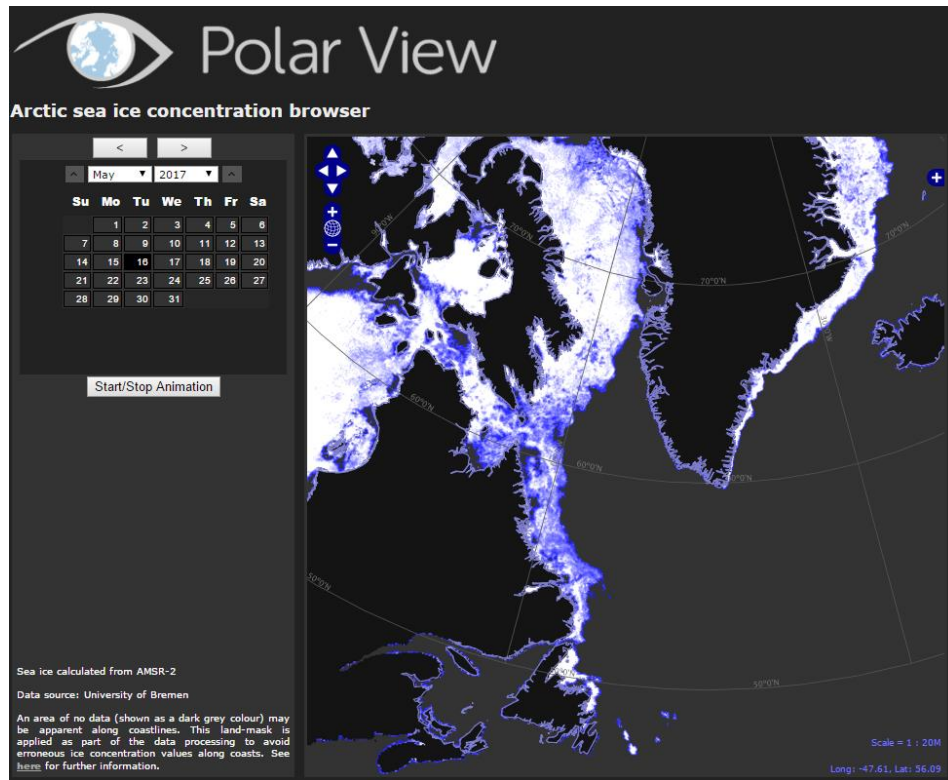 Polar View
Arctic sea ice concentration browser
< >
^ May ▼ 2017 ▼ ^
Su Mo Tu We Th Fr Sa
1 2 3 4 5 6
7 8 9 10 11 12 13
14 15 16 17 18 19 20
21 22 23 24 25 26 27
28 29 30 31
Start/Stop Animation
Sea ice calculated from AMSR-2
Data source: University of Bremen
An area of no data (shown as a dark grey colour) may
be apparent along coastlines. This land-mask is
applied as part of the data processing to avoid
erroneous ice concentration values along coasts. See
here for further information.
+
+
−
70°0'N
70°0'N
70°0'N
60°0'N
60°0'N
60°0'N
50°0'N
50°0'N
Scale = 1 : 20M
Long: -47.61, Lat: 56.09